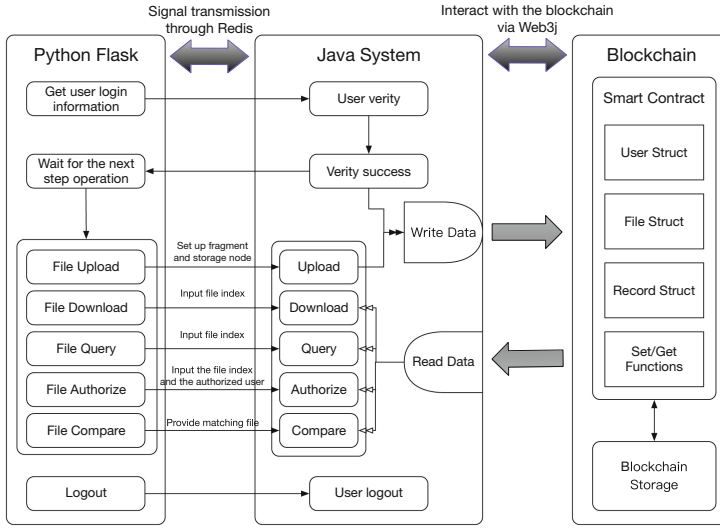 Signal transmission
through Redis
Interact with the blockchain
via Web3j
Python Flask
Java System
Blockchain
Get user login
information
User verity
Smart Contract
User Struct
Wait for the next
step operation
Verity success
Write Data
File Struct
Set up fragment
and storage node
File Upload
Upload
Input file index
File Download
Download
Record Struct
Input file index
File Query
Query
Read Data
Set/Get
Functions
Input the file index
and the authorized user
File Authorize
Authorize
Provide matching file
File Compare
Compare
Blockchain
Storage
Logout
User logout